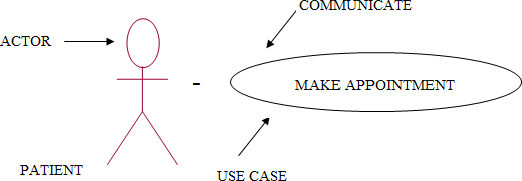 COMMUNICATE
ACTOR
-
MAKE APPOINTMENT
PATIENT
USE CASE